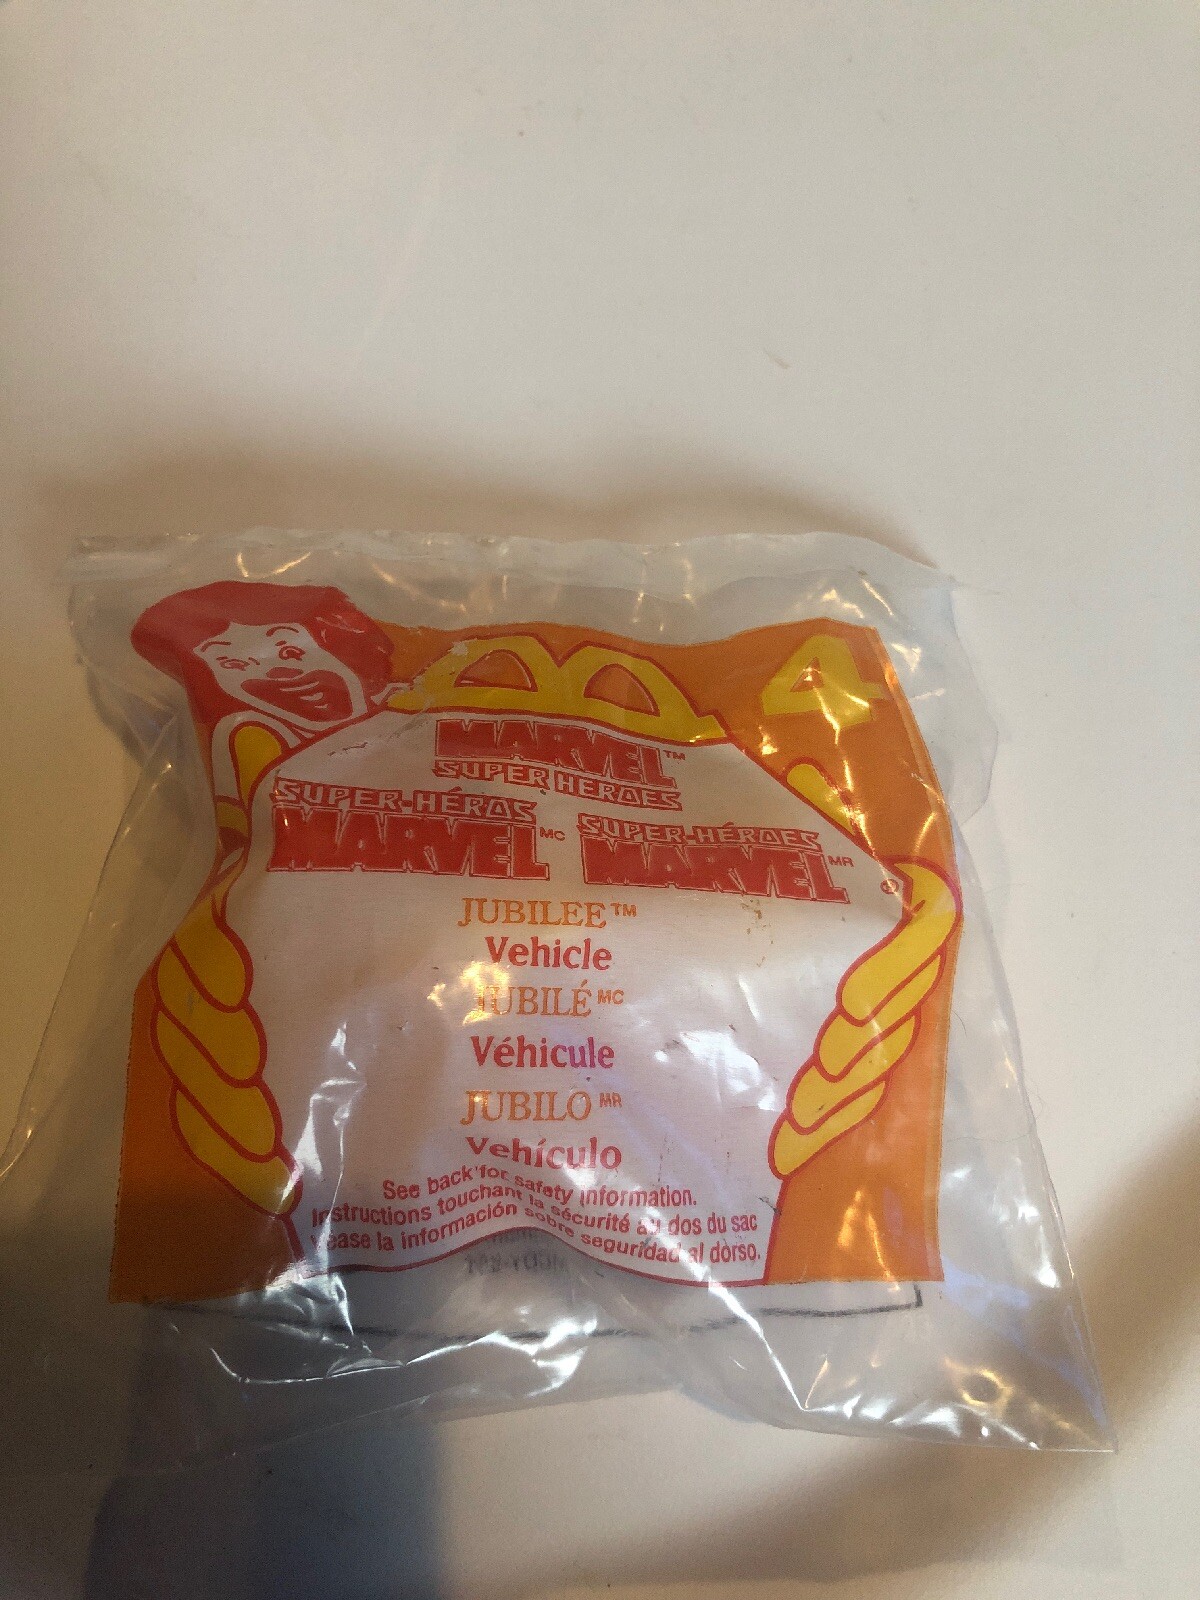 4
MARVEL™
SUPER HEROES
SUPER-HÉROS
MARVEL MC
SUPER-HÉROES
MARVEL MR
®
JUBILEE™
Vehicle
JUBILÉ MC
Véhicule
JUBILO MR
Vehículo
See back for safety information.
Instructions touchant la sécurité au dos du sac
Véase la información sobre seguridad al dorso.